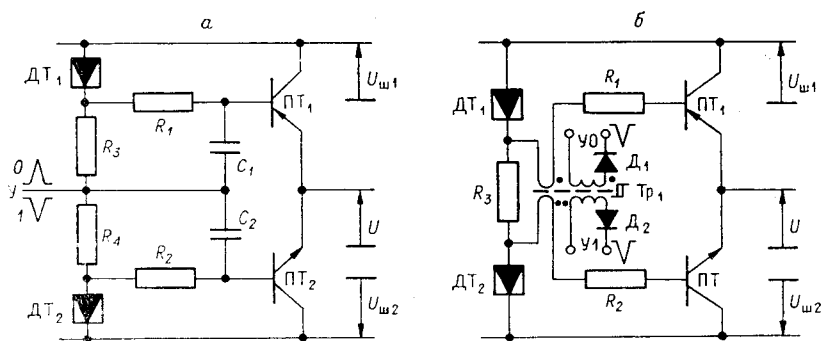 а
ДТ₁
R₁
ПТ₁
Uш1
R₃
C₁
0
У
1
R₄
C₂
U
R₂
ПТ₂
ДТ₂
Uш2
б
R₁
ПТ₁
Uш1
ДТ₁
У0
Д₁
R₃
Тр₁
Д₂
У1
U
ДТ₂
R₂
ПТ
Uш2